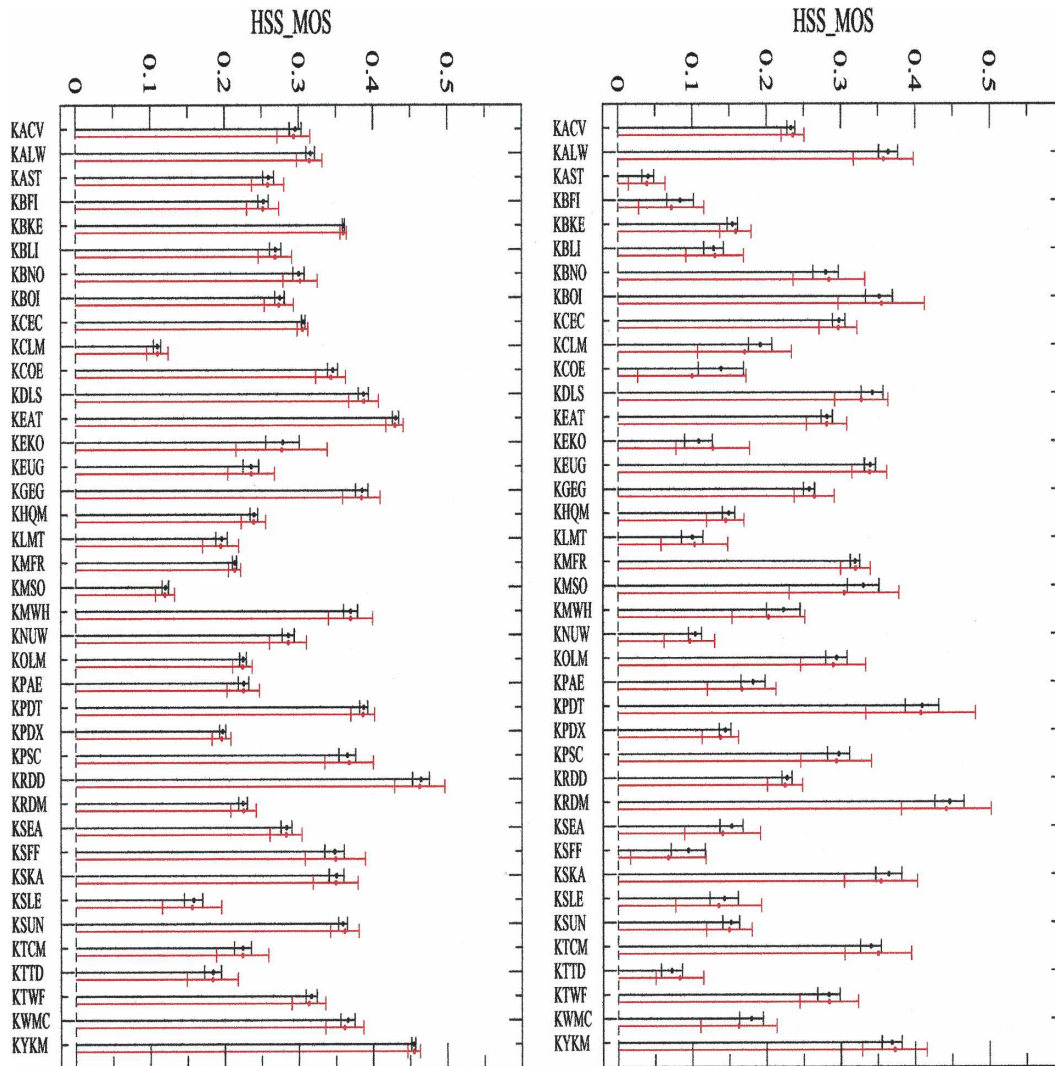 HSS_MOS
0 0.1 0.2 0.3 0.4 0.5
KACV
KALW
KAST
KBFI
KBKE
KBLI
KBNO
KBOI
KCEC
KCLM
KCOE
KDLS
KEAT
KEKO
KEUG
KGEG
KHQM
KLMT
KMFR
KMSO
KMWH
KNUW
KOLM
KPAE
KPDT
KPDX
KPSC
KRDD
KRDM
KSEA
KSFF
KSKA
KSLE
KSUN
KTCM
KTTD
KTWF
KWMC
KYKM
HSS_MOS
0 0.1 0.2 0.3 0.4 0.5
KACV
KALW
KAST
KBFI
KBKE
KBLI
KBNO
KBOI
KCEC
KCLM
KCOE
KDLS
KEAT
KEKO
KEUG
KGEG
KHQM
KLMT
KMFR
KMSO
KMWH
KNUW
KOLM
KPAE
KPDT
KPDX
KPSC
KRDD
KRDM
KSEA
KSFF
KSKA
KSLE
KSUN
KTCM
KTTD
KTWF
KWMC
KYKM